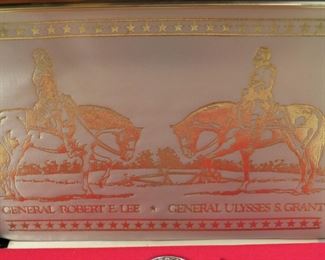 GENERAL ROBERT E. LEE ★ GENERAL ULYSSES S. GRANT